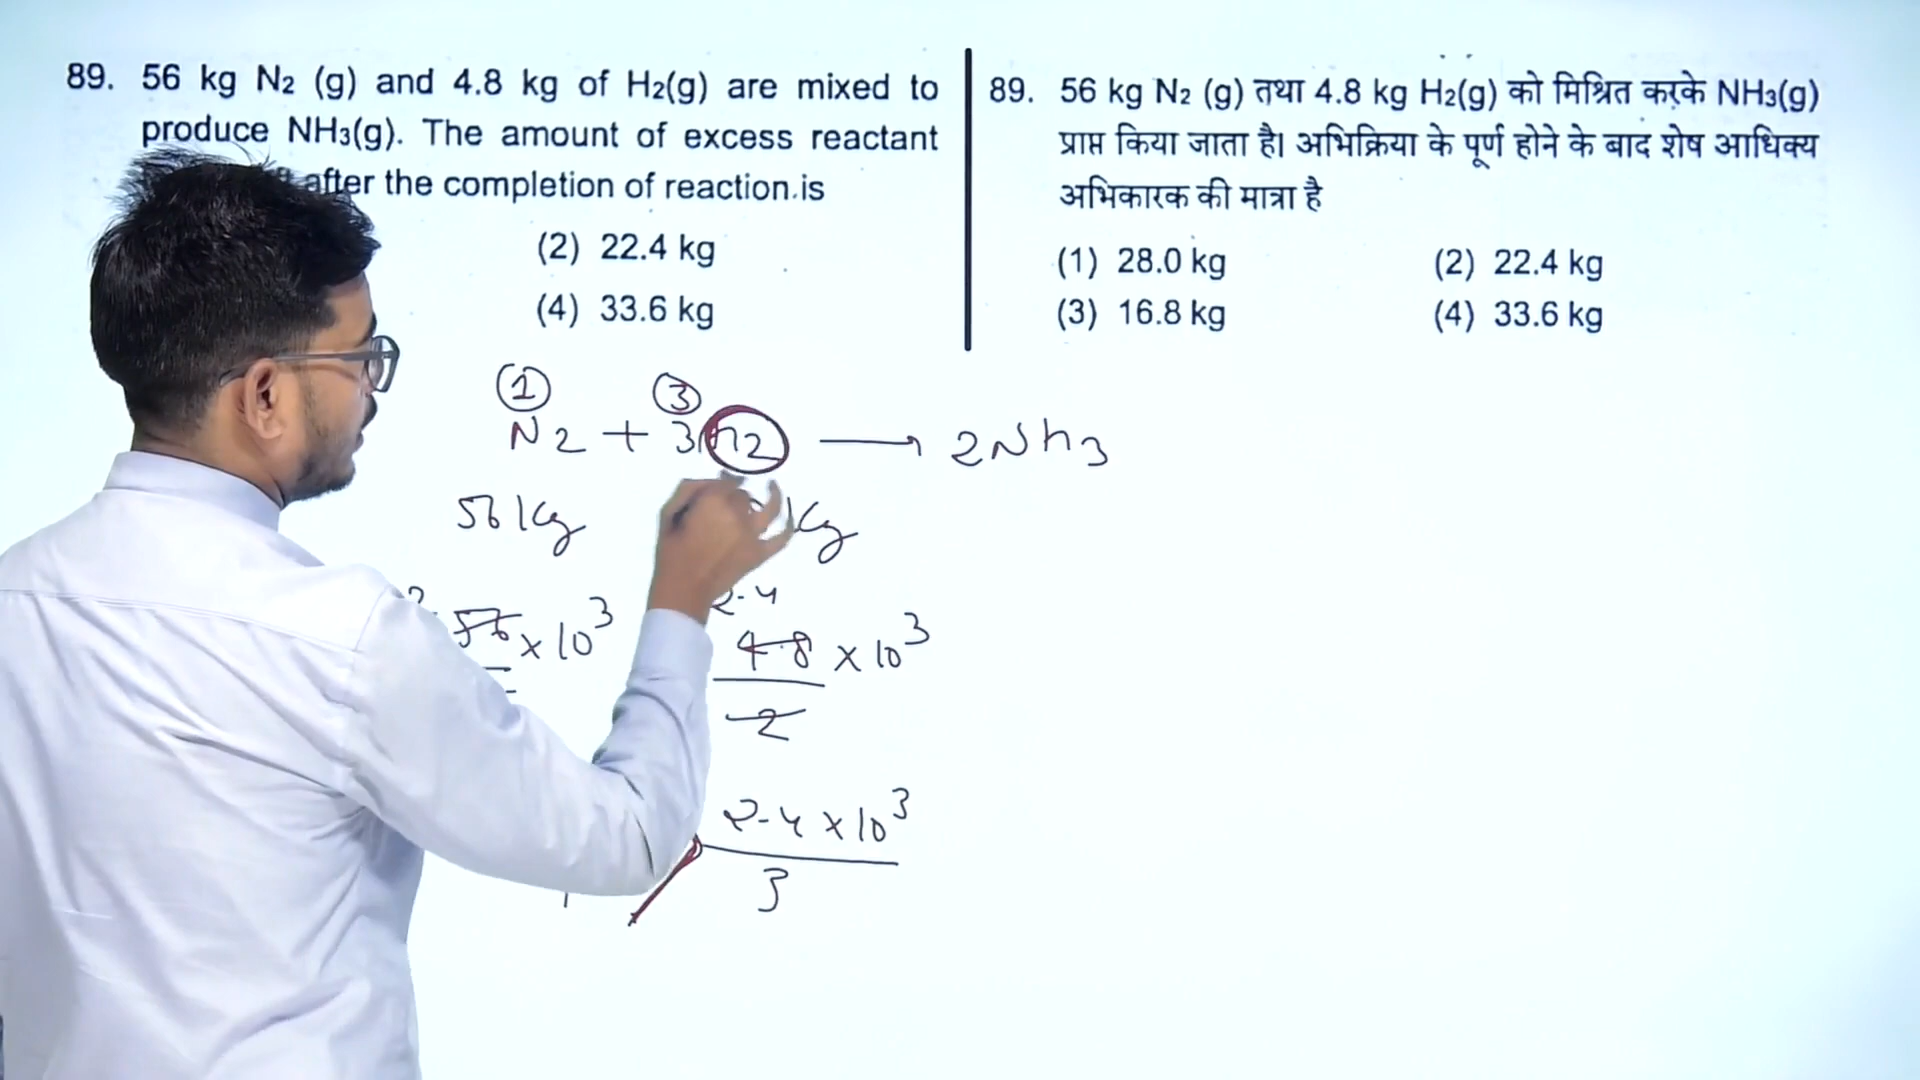 89. 56 kg N2 (g) and 4.8 kg of H2(g) are mixed to
produce NH3(g). The amount of excess reactant
after the completion of reaction is
(2) 22.4 kg
(4) 33.6 kg
89. 56 kg N2 (g) तथा 4.8 kg H2(g) को मिश्रित करके NH3(g)
प्राप्त किया जाता है। अभिक्रिया के पूर्ण होने के बाद शेष आधिक्य
अभिकारक की मात्रा है
(1) 28.0 kg (2) 22.4 kg
(3) 16.8 kg (4) 33.6 kg
1 3
N2 + 3H2 ⟶ 2Nh3
56 kg kg
2.4
56 x 10³ 4.8 x 10³
2
2.4 x 10³
3